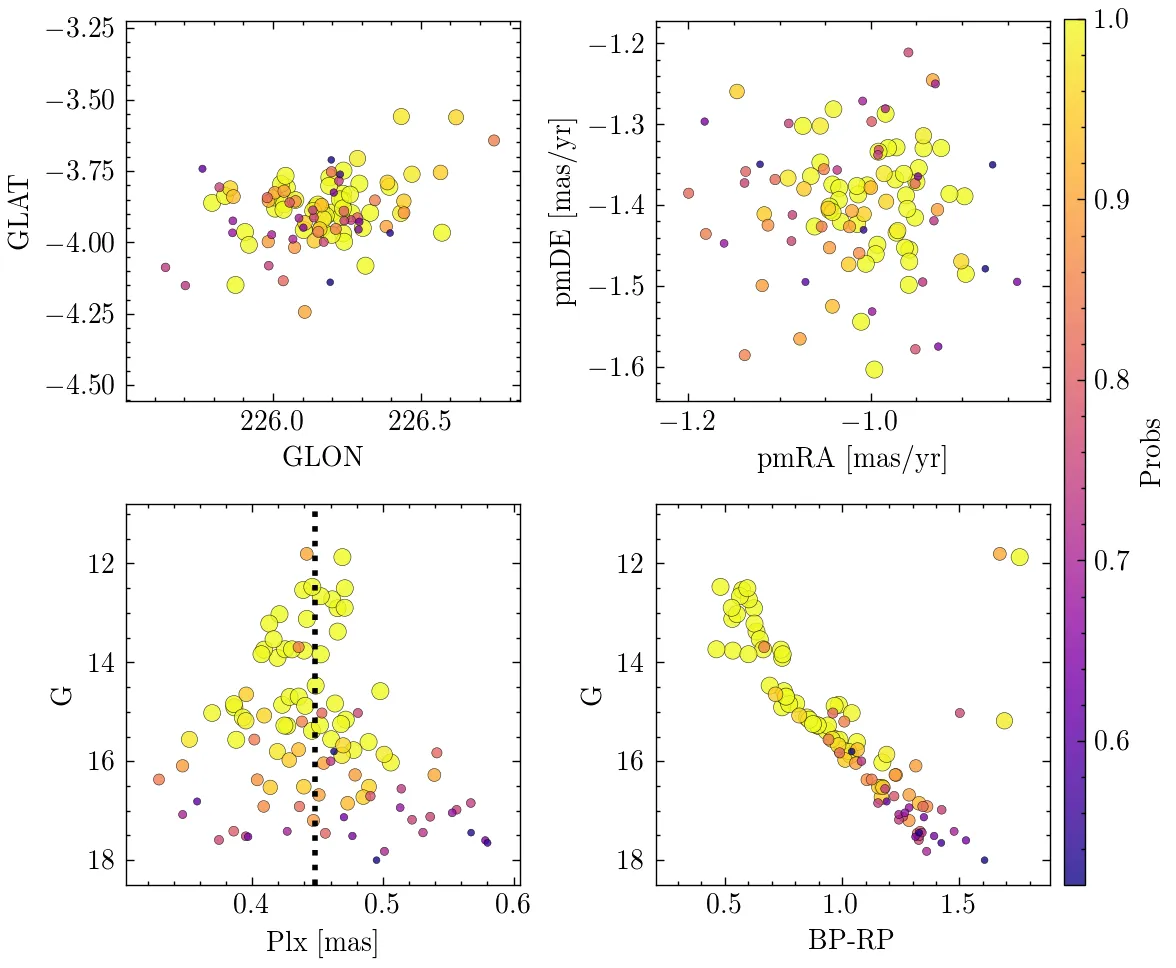 −3.25
−3.50
−3.75
−4.00
−4.25
−4.50
GLAT
226.0 226.5
GLON
−1.2
−1.3
−1.4
−1.5
−1.6
pmDE [mas/yr]
−1.2 −1.0
pmRA [mas/yr]
12
14
16
18
G
0.4 0.5 0.6
Plx [mas]
12
14
16
18
G
0.5 1.0 1.5
BP-RP
1.0
0.9
0.8
0.7
0.6
Probs